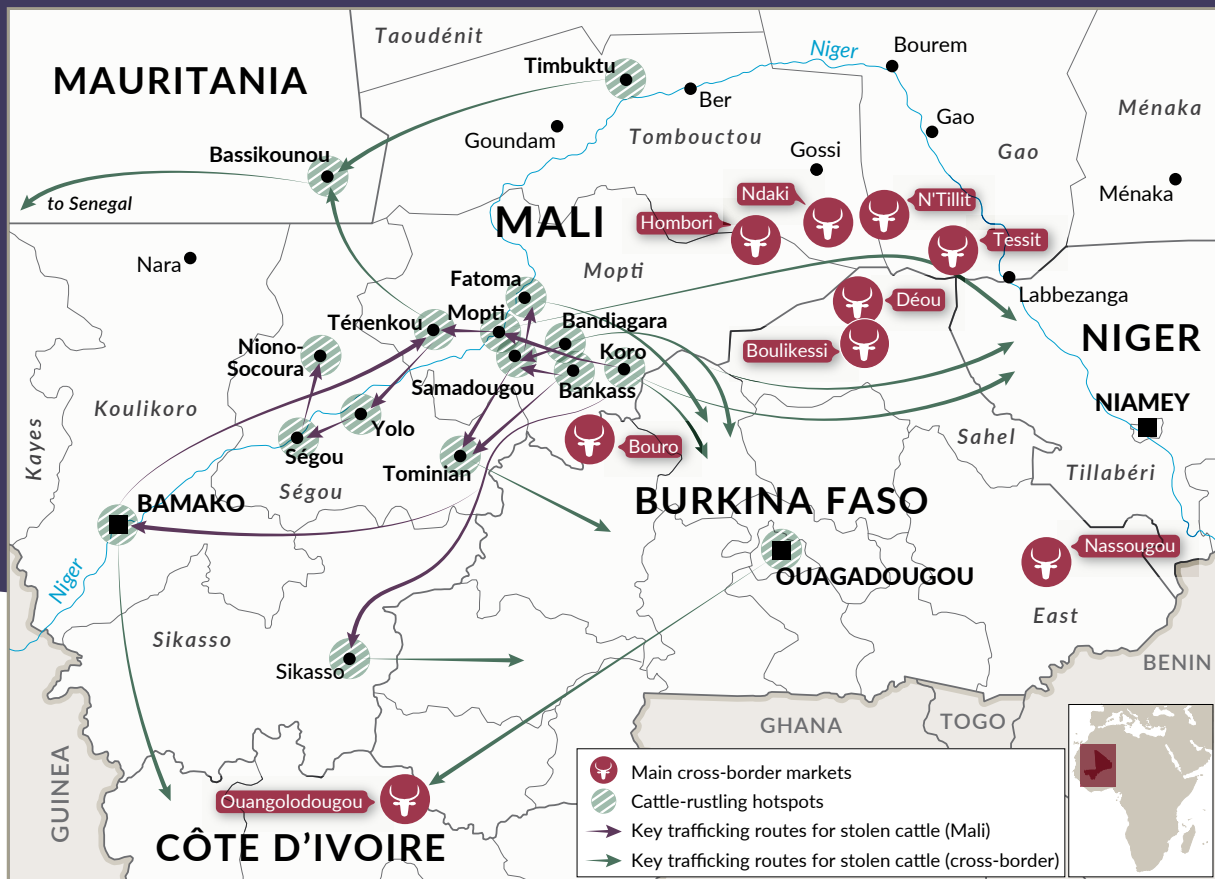 Taoudénit
MAURITANIA
Timbuktu
Niger
Bourem
Ber
Goundam
Tombouctou
Gao
Ménaka
Bassikounou
Gossi
Gao
Ménaka
to Senegal
Ndaki
N'Tillit
MALI
Hombori
Tessit
Nara
Mopti
Fatoma
Labbezanga
Déou
Ténenkou
Mopti
Bandiagara
NIGER
Niono-
Socoura
Koro
Boulikessi
Samadougou
Bankass
Koulikoro
Kayes
NIAMEY
Yolo
Sahel
Ségou
Bouro
Tominian
Tillabéri
Ségou
BAMAKO
BURKINA FASO
Nassougou
Niger
OUAGADOUGOU
East
Sikasso
Sikasso
BENIN
GHANA
TOGO
GUINEA
Ouangolodougou
CÔTE D’IVOIRE
Main cross-border markets
Cattle-rustling hotspots
Key trafficking routes for stolen cattle (Mali)
Key trafficking routes for stolen cattle (cross-border)